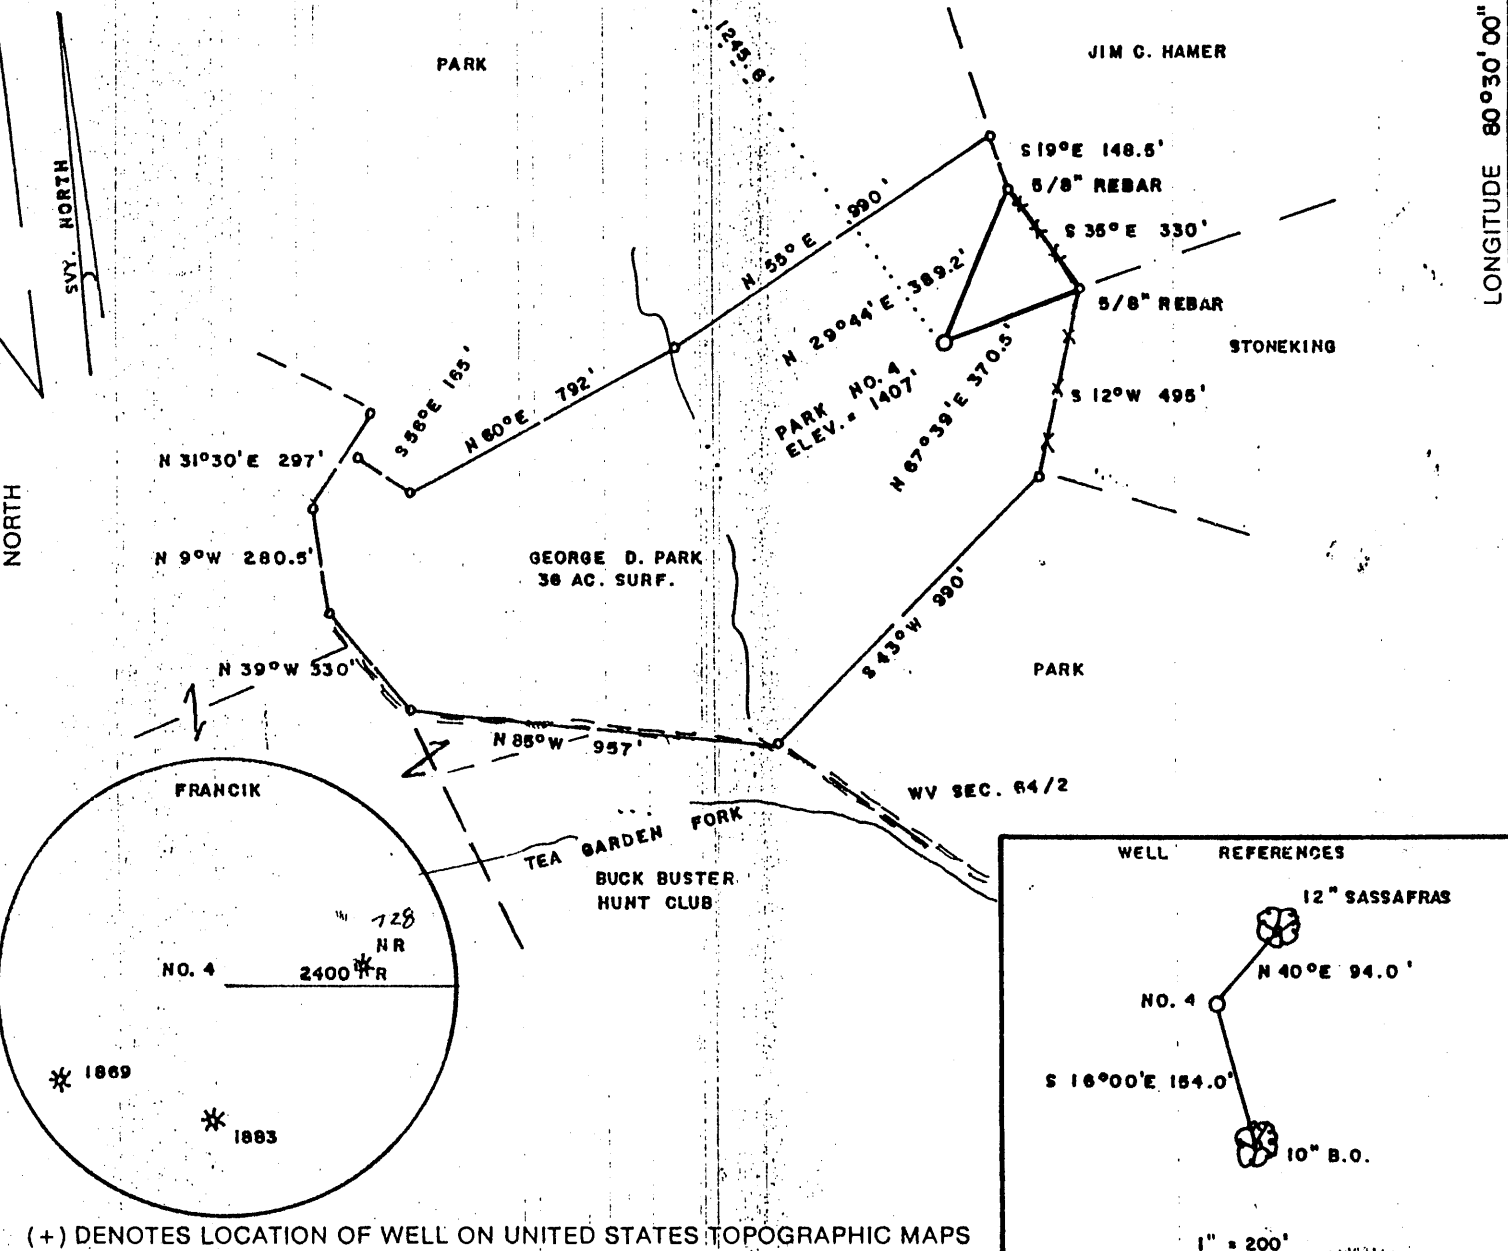 PARK
1245.6'
JIM C. HAMER
LONGITUDE 80°30'00"
SVY. NORTH
S 19°E 148.5'
5/8" REBAR
N 55°E 990'
S 35°E 330'
N 29°44'E 389.2'
5/8" REBAR
STONEKING
PARK NO. 4
ELEV. = 1407'
N 67°39'E 370.5'
S 12°W 495'
S 58°E 165'
N 60°E 792'
N 31°30'E 297'
NORTH
N 9°W 280.5'
GEORGE D. PARK
36 AC. SURF.
S 43°W 990'
N 39°W 330'
PARK
N 85°W 957'
WV SEC. 64/2
FRANCIK
TEA GARDEN FORK
BUCK BUSTER
HUNT CLUB
728
NR
NO. 4
2400'
R
1869
1883
WELL REFERENCES
12" SASSAFRAS
N 40°E 94.0'
NO. 4
S 16°00'E 154.0'
10" B.O.
1" = 200'
(+) DENOTES LOCATION OF WELL ON UNITED STATES TOPOGRAPHIC MAPS